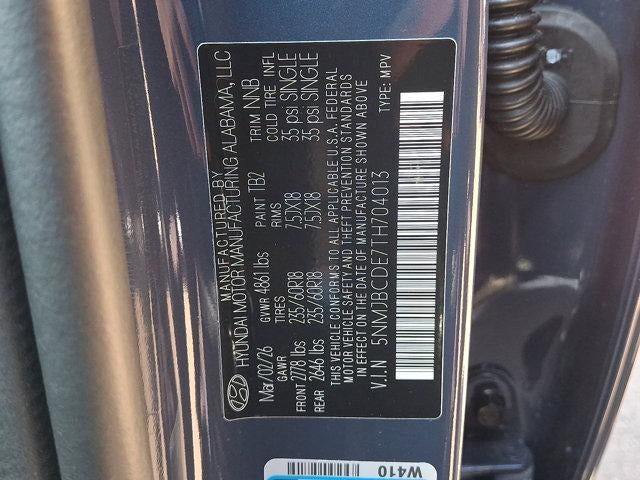 MANUFACTURED BY
HYUNDAI MOTOR MANUFACTURING ALABAMA, LLC
Mar/02/26 GVWR 4861 lbs PAINT TB2 TRIM NNB
GAWR TIRES RIMS COLD TIRE INFL
FRONT 2778 lbs 235/60R18 7.5JX18 35 psi SINGLE
REAR 2646 lbs 235/60R18 7.5JX18 35 psi SINGLE
THIS VEHICLE CONFORMS TO ALL APPLICABLE U.S.A. FEDERAL
MOTOR VEHICLE SAFETY AND THEFT PREVENTION STANDARDS
IN EFFECT ON THE DATE OF MANUFACTURE SHOWN ABOVE
V.I.N 5NMJBCDE7TH704013 TYPE: MPV
W410